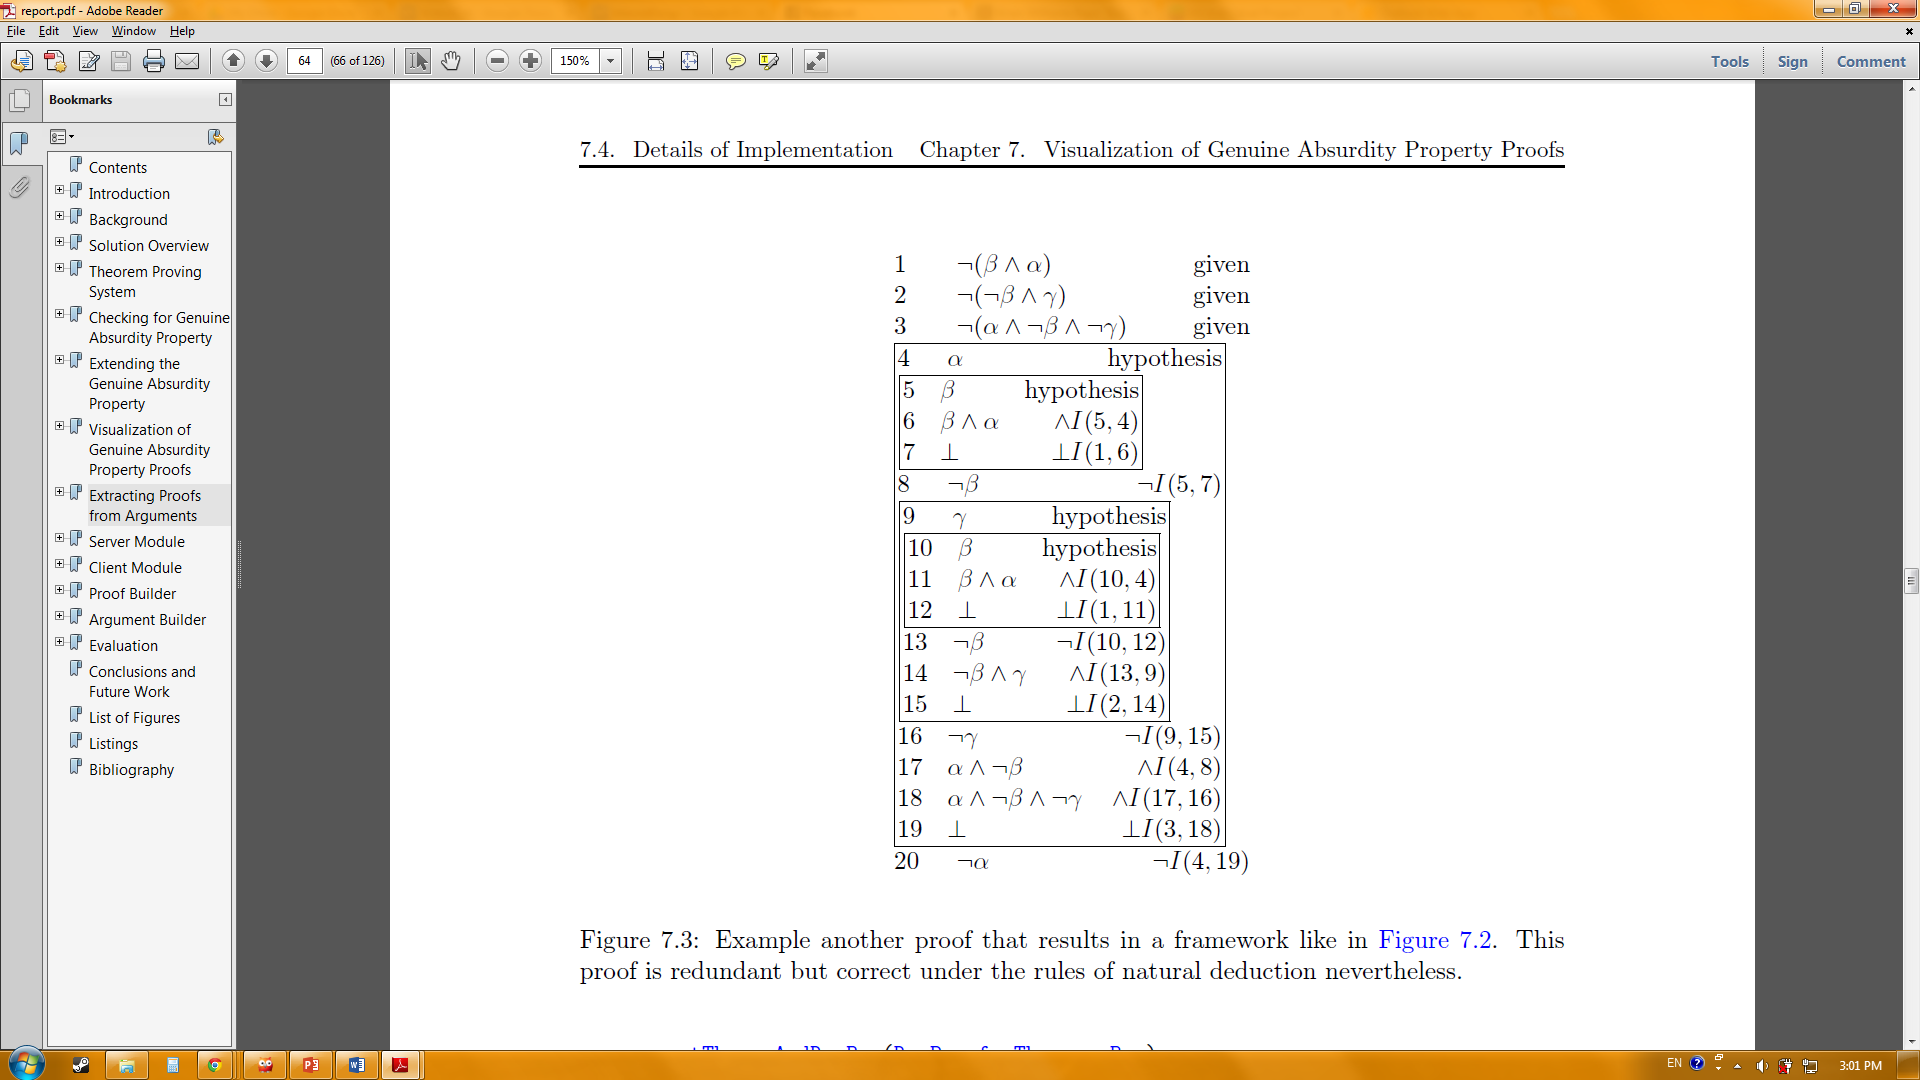 report.pdf - Adobe Reader
File Edit View Window Help
64 (66 of 126) 150% Tools Sign Comment
Bookmarks
Contents
Introduction
Background
Solution Overview
Theorem Proving
System
Checking for Genuine
Absurdity Property
Extending the
Genuine Absurdity
Property
Visualization of
Genuine Absurdity
Property Proofs
Extracting Proofs
from Arguments
Server Module
Client Module
Proof Builder
Argument Builder
Evaluation
Conclusions and
Future Work
List of Figures
Listings
Bibliography
7.4. Details of Implementation Chapter 7. Visualization of Genuine Absurdity Property Proofs
1 ¬(β ∧ α) given
2 ¬(¬β ∧ γ) given
3 ¬(α ∧ ¬β ∧ ¬γ) given
4 α hypothesis
5 β hypothesis
6 β ∧ α ∧I(5, 4)
7 ⊥ ⊥I(1, 6)
8 ¬β ¬I(5, 7)
9 γ hypothesis
10 β hypothesis
11 β ∧ α ∧I(10, 4)
12 ⊥ ⊥I(1, 11)
13 ¬β ¬I(10, 12)
14 ¬β ∧ γ ∧I(13, 9)
15 ⊥ ⊥I(2, 14)
16 ¬γ ¬I(9, 15)
17 α ∧ ¬β ∧I(4, 8)
18 α ∧ ¬β ∧ ¬γ ∧I(17, 16)
19 ⊥ ⊥I(3, 18)
20 ¬α ¬I(4, 19)
Figure 7.3: Example another proof that results in a framework like in Figure 7.2. This
proof is redundant but correct under the rules of natural deduction nevertheless.
EN 3:01 PM